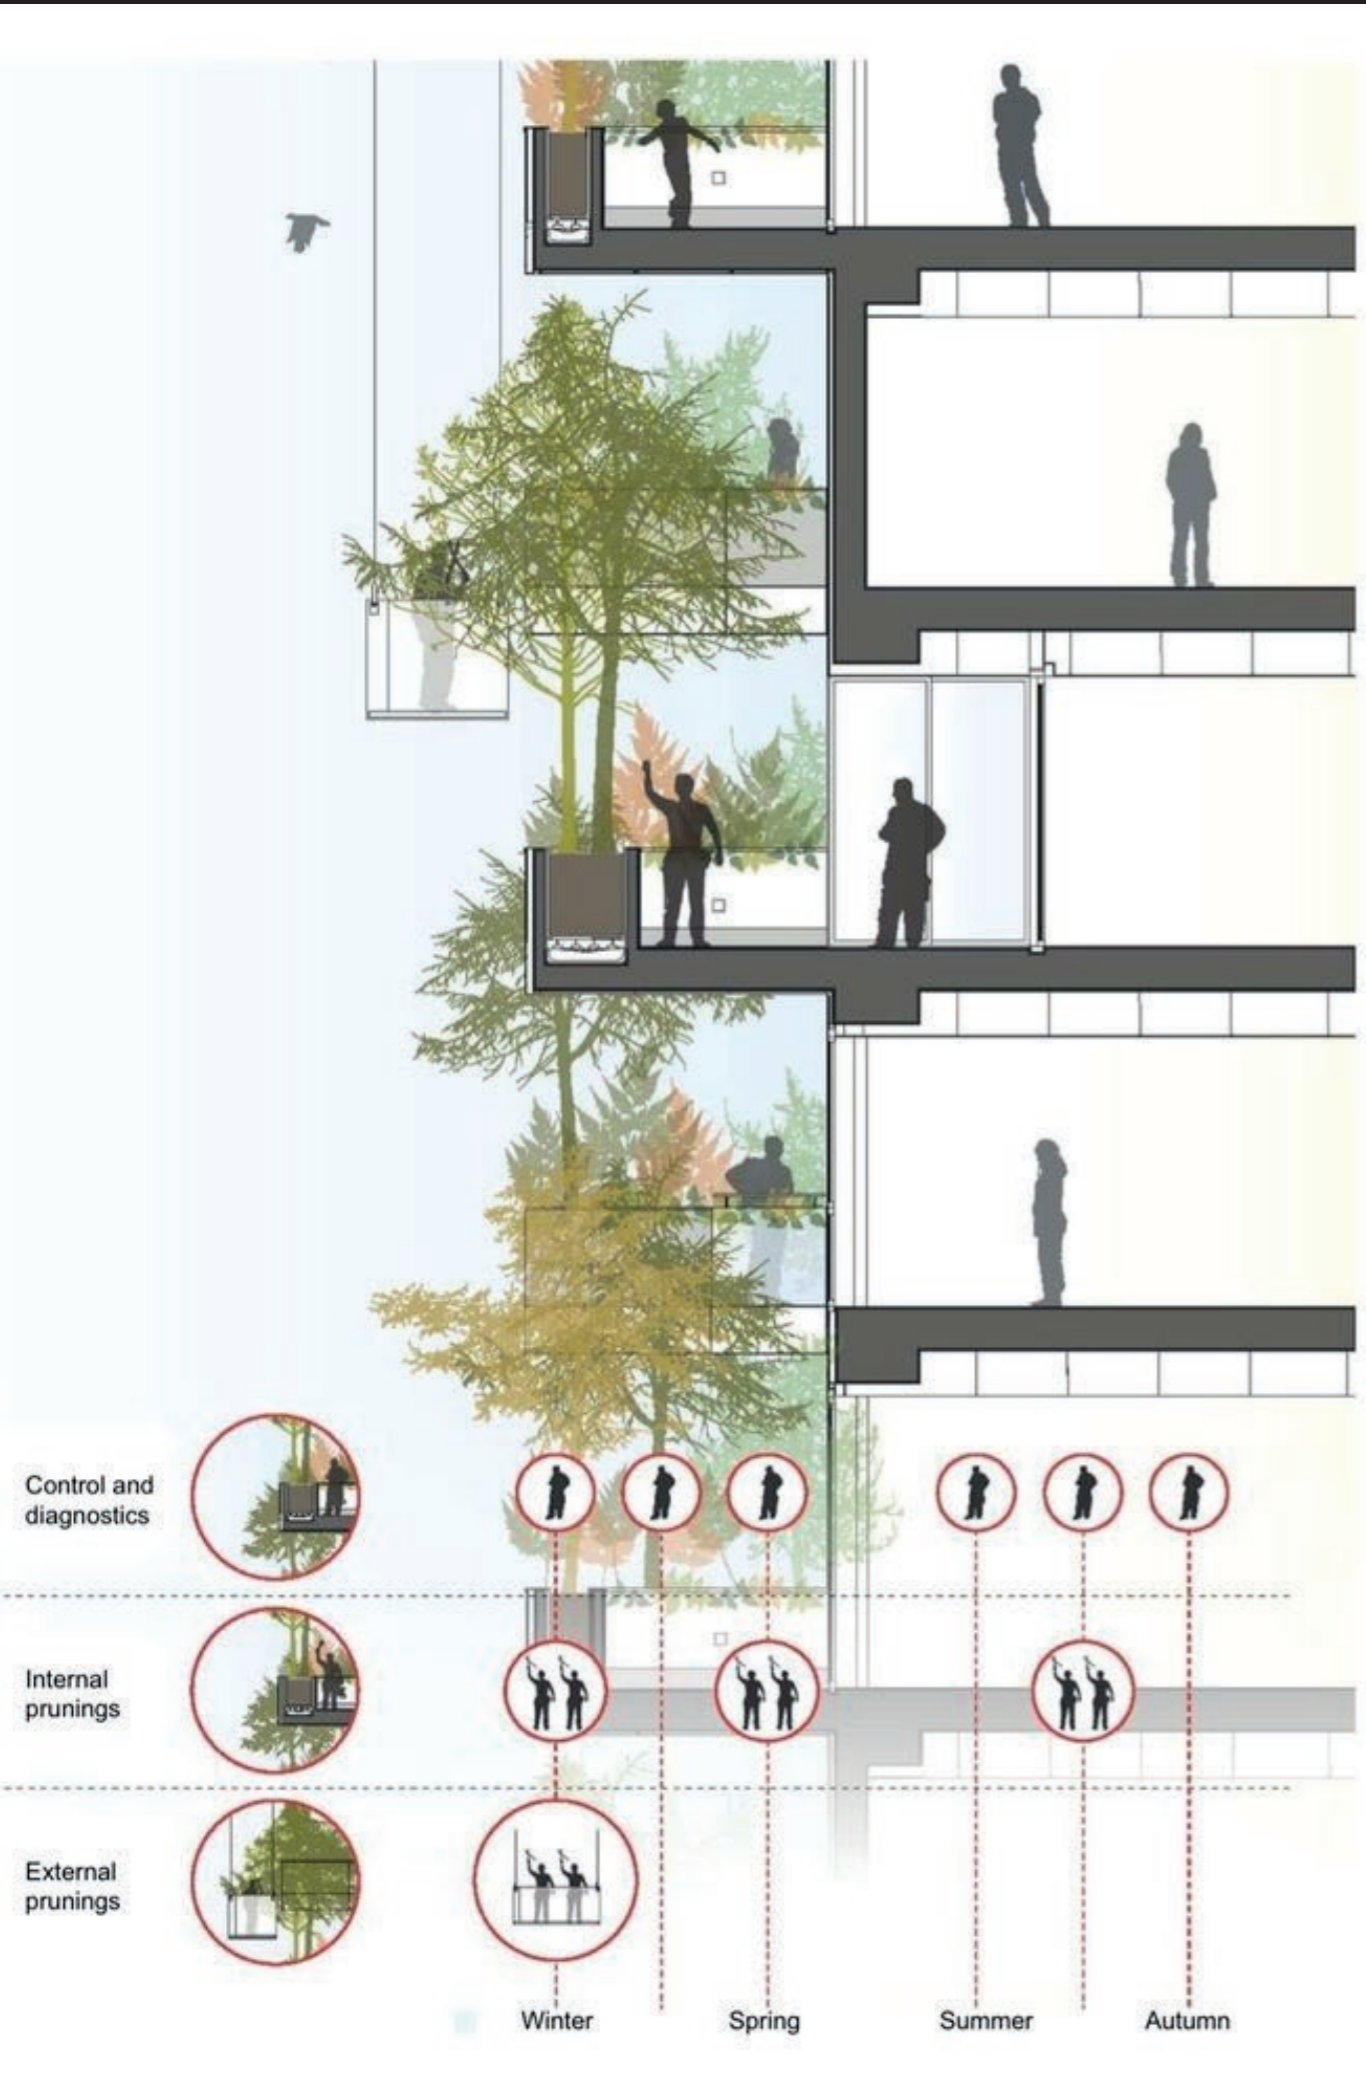 Control and
diagnostics
Internal
prunings
External
prunings
Winter
Spring
Summer
Autumn